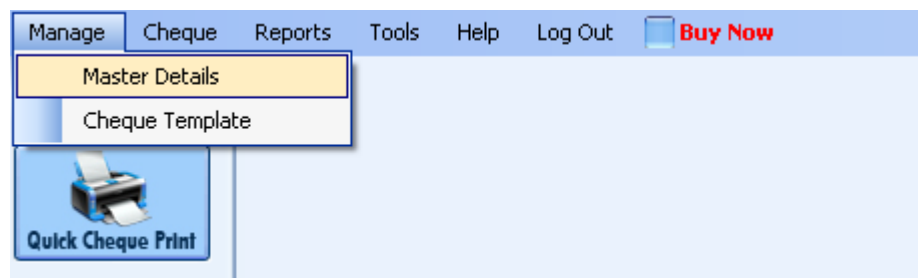 Manage Cheque Reports Tools Help Log Out Buy Now
Master Details
Cheque Template
Quick Cheque Print